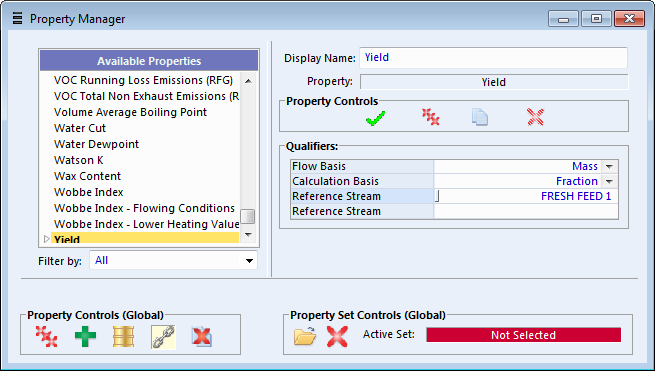 Property Manager
Available Properties
VOC Running Loss Emissions (RFG)
VOC Total Non Exhaust Emissions (R
Volume Average Boiling Point
Water Cut
Water Dewpoint
Watson K
Wax Content
Wobbe Index
Wobbe Index - Flowing Conditions
Wobbe Index - Lower Heating Value
Yield
Filter by: All
Display Name: Yield
Property: Yield
Property Controls
Qualifiers:
Flow Basis Mass
Calculation Basis Fraction
Reference Stream FRESH FEED 1
Reference Stream
Property Controls (Global)
Property Set Controls (Global)
Active Set: Not Selected